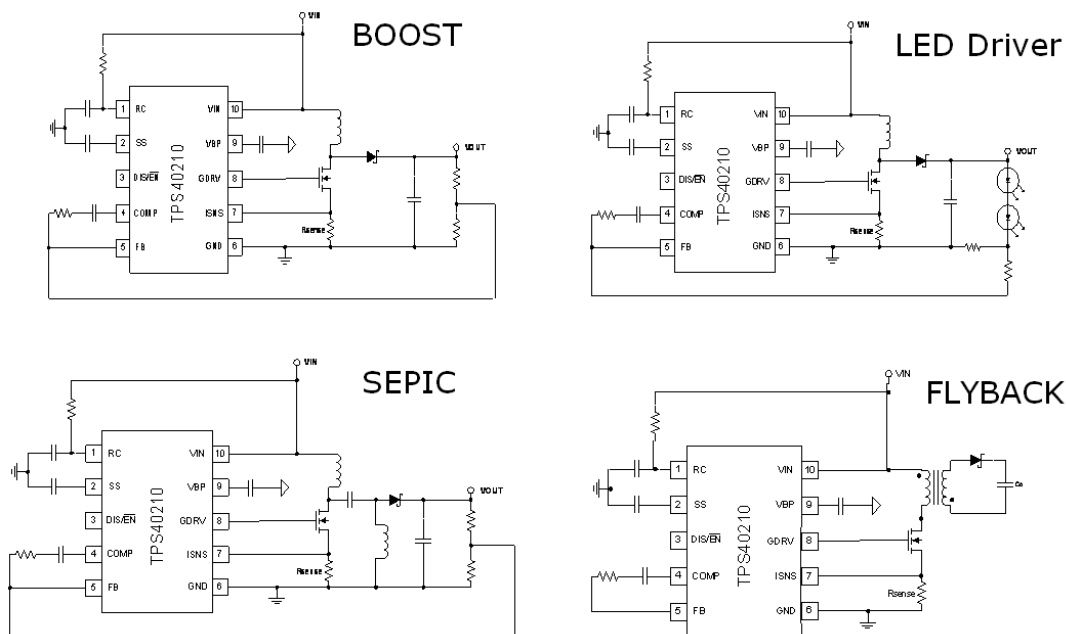 BOOST
VIN
1 RC VIN 10
2 SS VBP 9
3 DIS/EN GDRV 8
4 COMP ISNS 7
5 FB GND 6
TPS40210
VOUT
Rsense
LED Driver
VIN
1 RC VIN 10
2 SS VBP 9
3 DIS/EN GDRV 8
4 COMP ISNS 7
5 FB GND 6
TPS40210
VOUT
Rsense
SEPIC
VIN
1 RC VIN 10
2 SS VBP 9
3 DIS/EN GDRV 8
4 COMP ISNS 7
5 FB GND 6
TPS40210
VOUT
Rsense
FLYBACK
VIN
1 RC VIN 10
2 SS VBP 9
3 DIS/EN GDRV 8
4 COMP ISNS 7
5 FB GND 6
TPS40210
Rsense